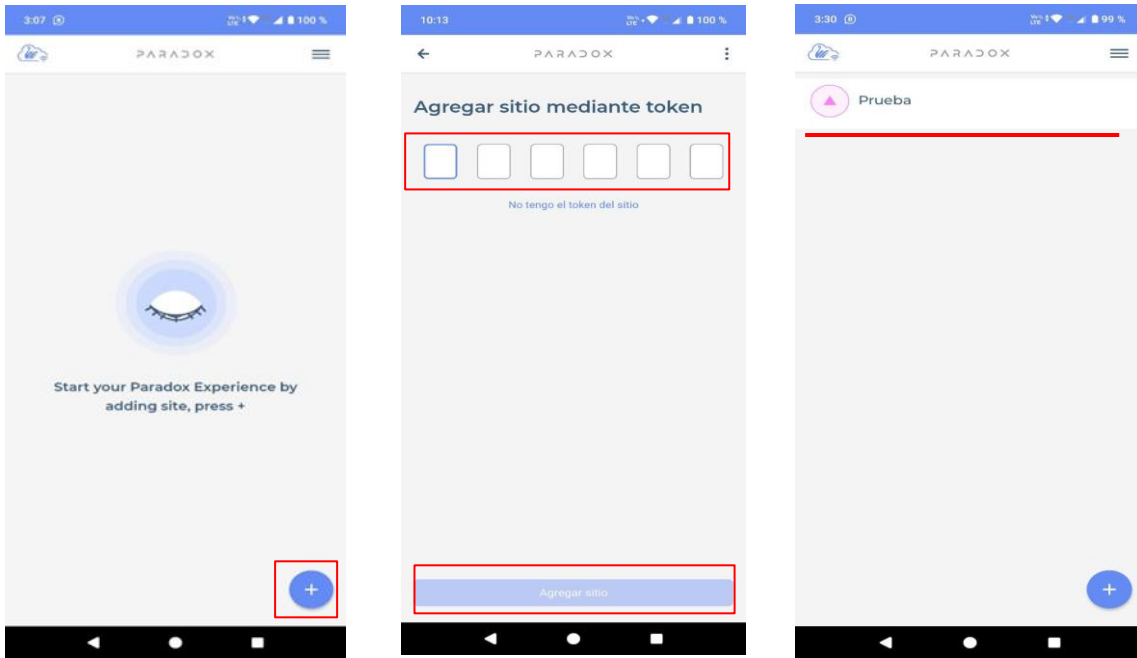 3:07 100 %
PARADOX
Start your Paradox Experience by
adding site, press +
+
10:13 100 %
PARADOX
Agregar sitio mediante token
No tengo el token del sitio
Agregar sitio
3:30 99 %
PARADOX
Prueba
+